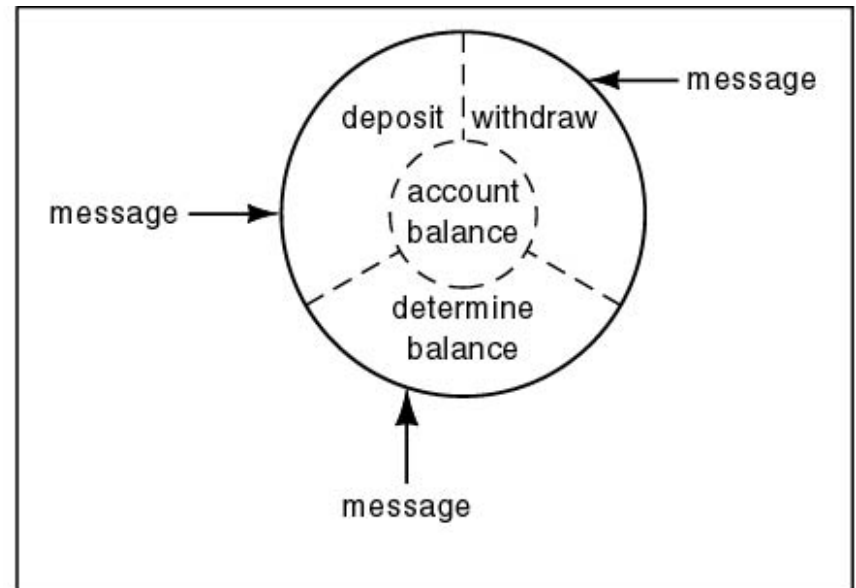 message
deposit withdraw
account
balance
message
determine
balance
message